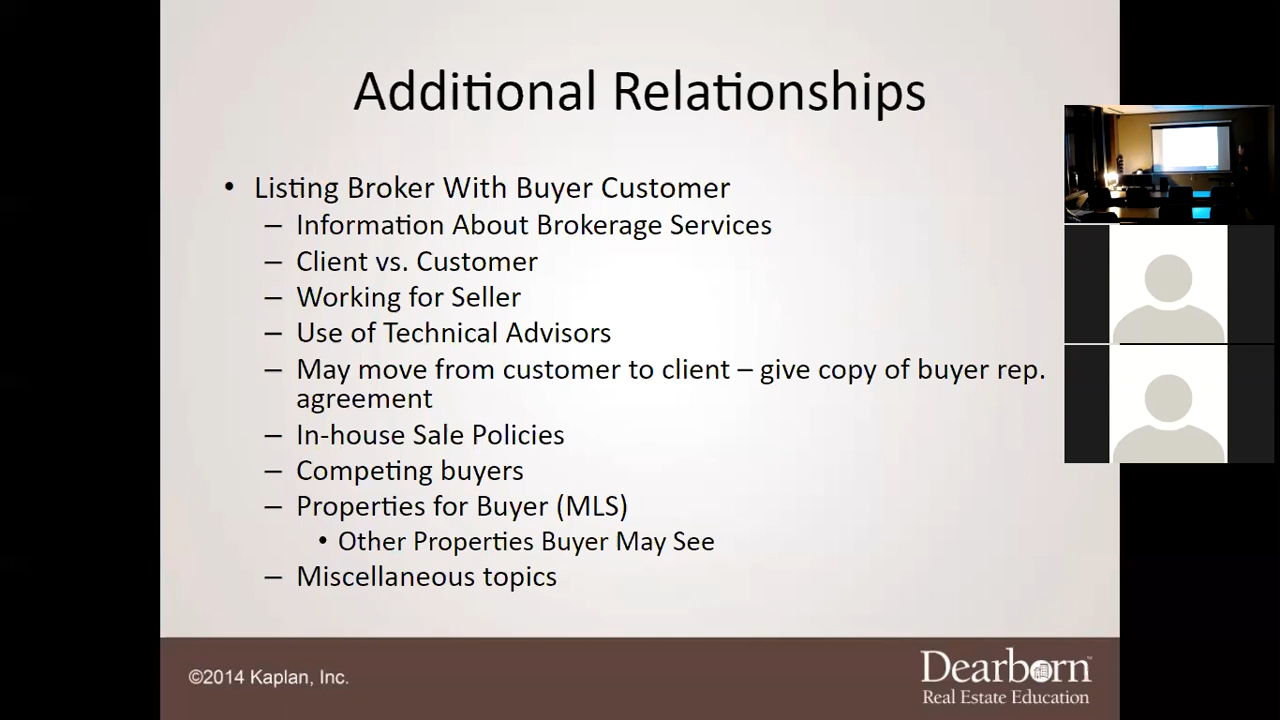 Additional Relationships
• Listing Broker With Buyer Customer
– Information About Brokerage Services
– Client vs. Customer
– Working for Seller
– Use of Technical Advisors
– May move from customer to client – give copy of buyer rep.
agreement
– In-house Sale Policies
– Competing buyers
– Properties for Buyer (MLS)
• Other Properties Buyer May See
– Miscellaneous topics
©2014 Kaplan, Inc.
Dearborn™
Real Estate Education